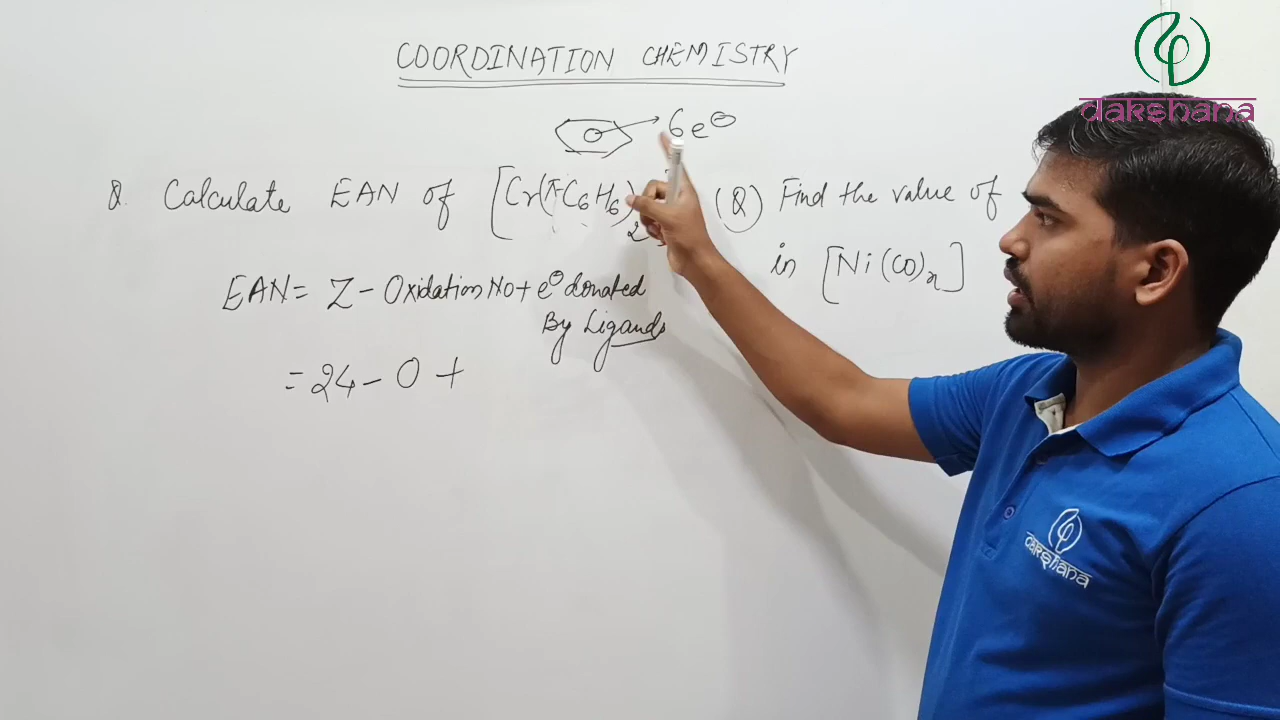 COORDINATION CHEMISTRY
6e⊖
Q. Calculate EAN of [Cr(πC6H6)2
EAN = Z - Oxidation No + e⊖ donated
By Ligands
= 24 - 0 +
(Q) Find the value of
in [Ni(CO)x]
dakshana
dakshana